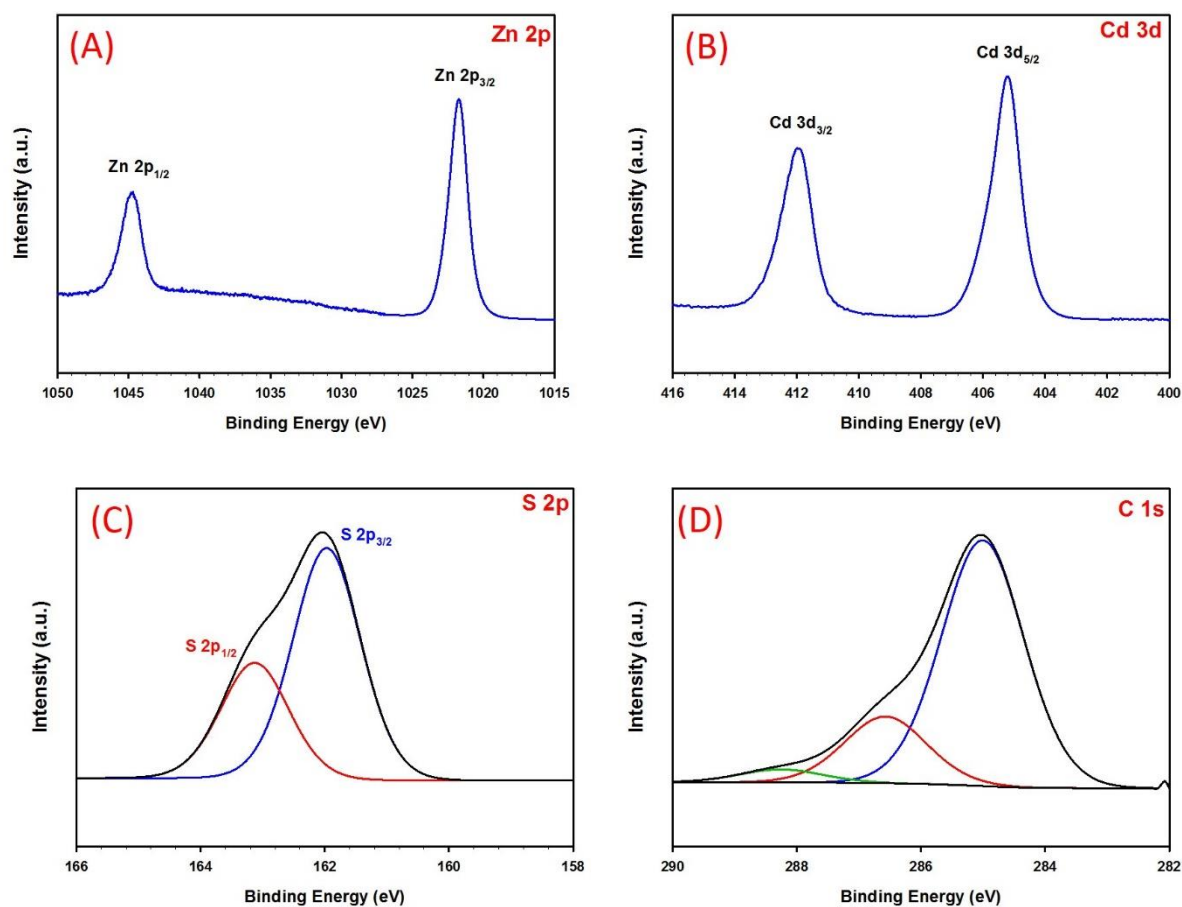 (A)
Zn 2p
Zn 2p3/2
Zn 2p1/2
Intensity (a.u.)
1050 1045 1040 1035 1030 1025 1020 1015
Binding Energy (eV)
(B)
Cd 3d
Cd 3d5/2
Cd 3d3/2
Intensity (a.u.)
416 414 412 410 408 406 404 402 400
Binding Energy (eV)
(C)
S 2p
S 2p3/2
S 2p1/2
Intensity (a.u.)
166 164 162 160 158
Binding Energy (eV)
(D)
C 1s
Intensity (a.u.)
290 288 286 284 282
Binding Energy (eV)